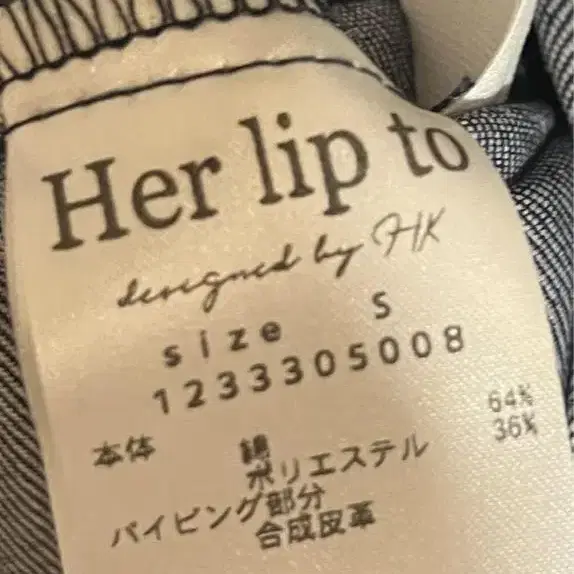 Her lip to
designed by HK
size S
1233305008
本体 綿 64%
ポリエステル 36%
パイピング部分
合成皮革